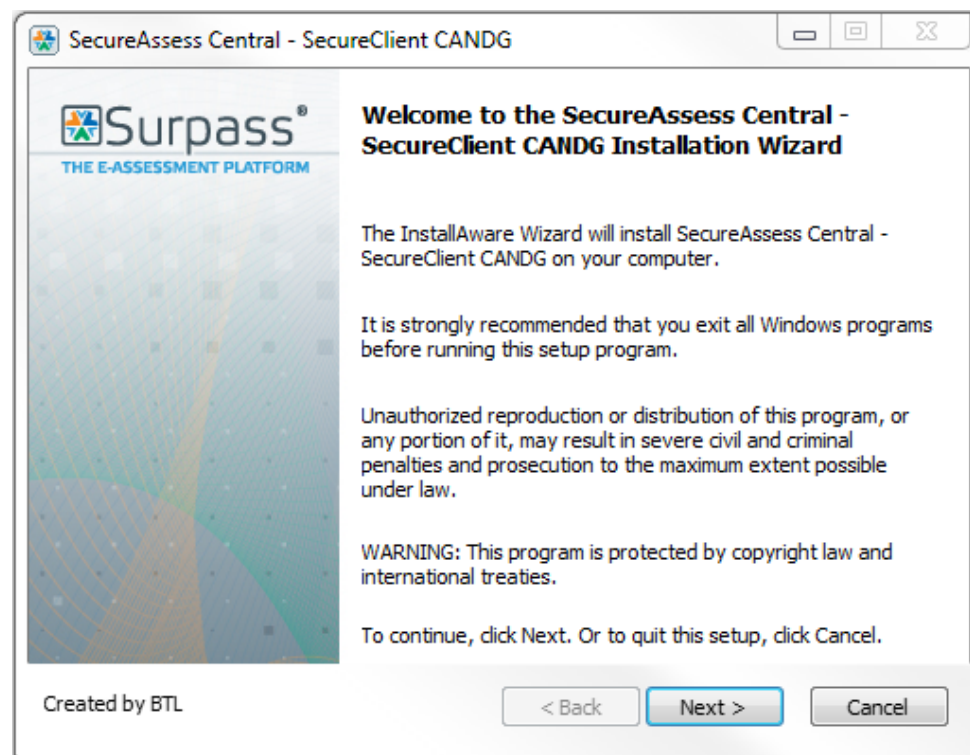 SecureAssess Central - SecureClient CANDG
Surpass®
THE E-ASSESSMENT PLATFORM
Welcome to the SecureAssess Central -
SecureClient CANDG Installation Wizard
The InstallAware Wizard will install SecureAssess Central -
SecureClient CANDG on your computer.
It is strongly recommended that you exit all Windows programs
before running this setup program.
Unauthorized reproduction or distribution of this program, or
any portion of it, may result in severe civil and criminal
penalties and prosecution to the maximum extent possible
under law.
WARNING: This program is protected by copyright law and
international treaties.
To continue, click Next. Or to quit this setup, click Cancel.
Created by BTL
< Back
Next >
Cancel